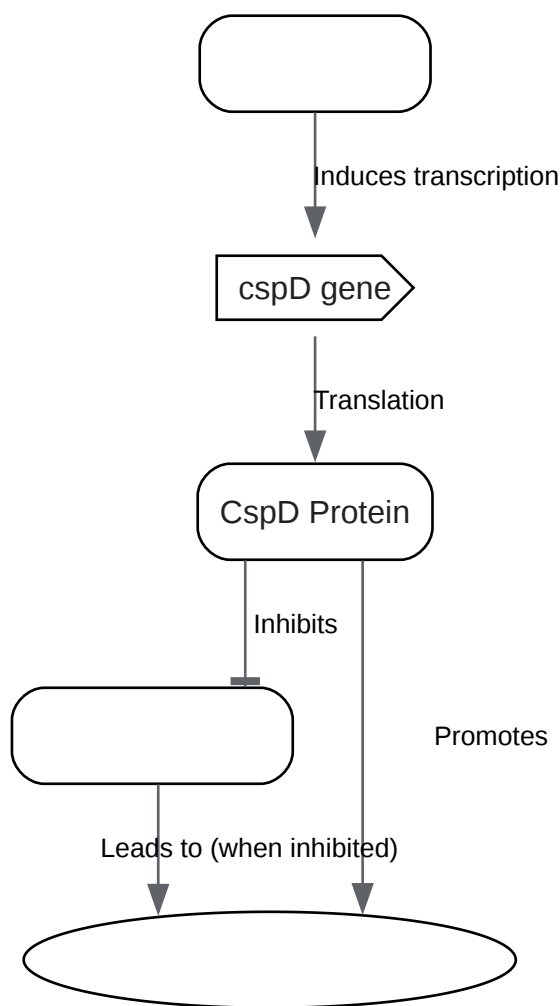 Induces transcription
cspD gene
Translation
CspD Protein
Inhibits
Promotes
Leads to (when inhibited)